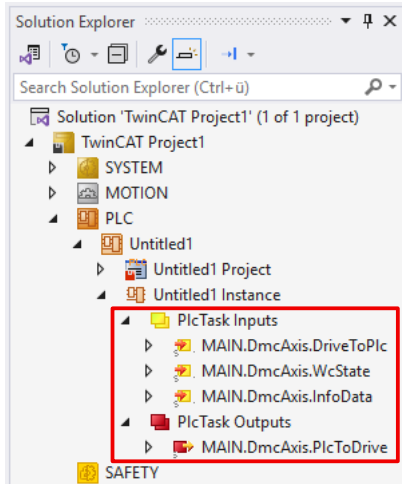 Solution Explorer
Search Solution Explorer (Ctrl+ü)
Solution 'TwinCAT Project1' (1 of 1 project)
TwinCAT Project1
SYSTEM
MOTION
PLC
Untitled1
Untitled1 Project
Untitled1 Instance
PlcTask Inputs
MAIN.DmcAxis.DriveToPlc
MAIN.DmcAxis.WcState
MAIN.DmcAxis.InfoData
PlcTask Outputs
MAIN.DmcAxis.PlcToDrive
SAFETY